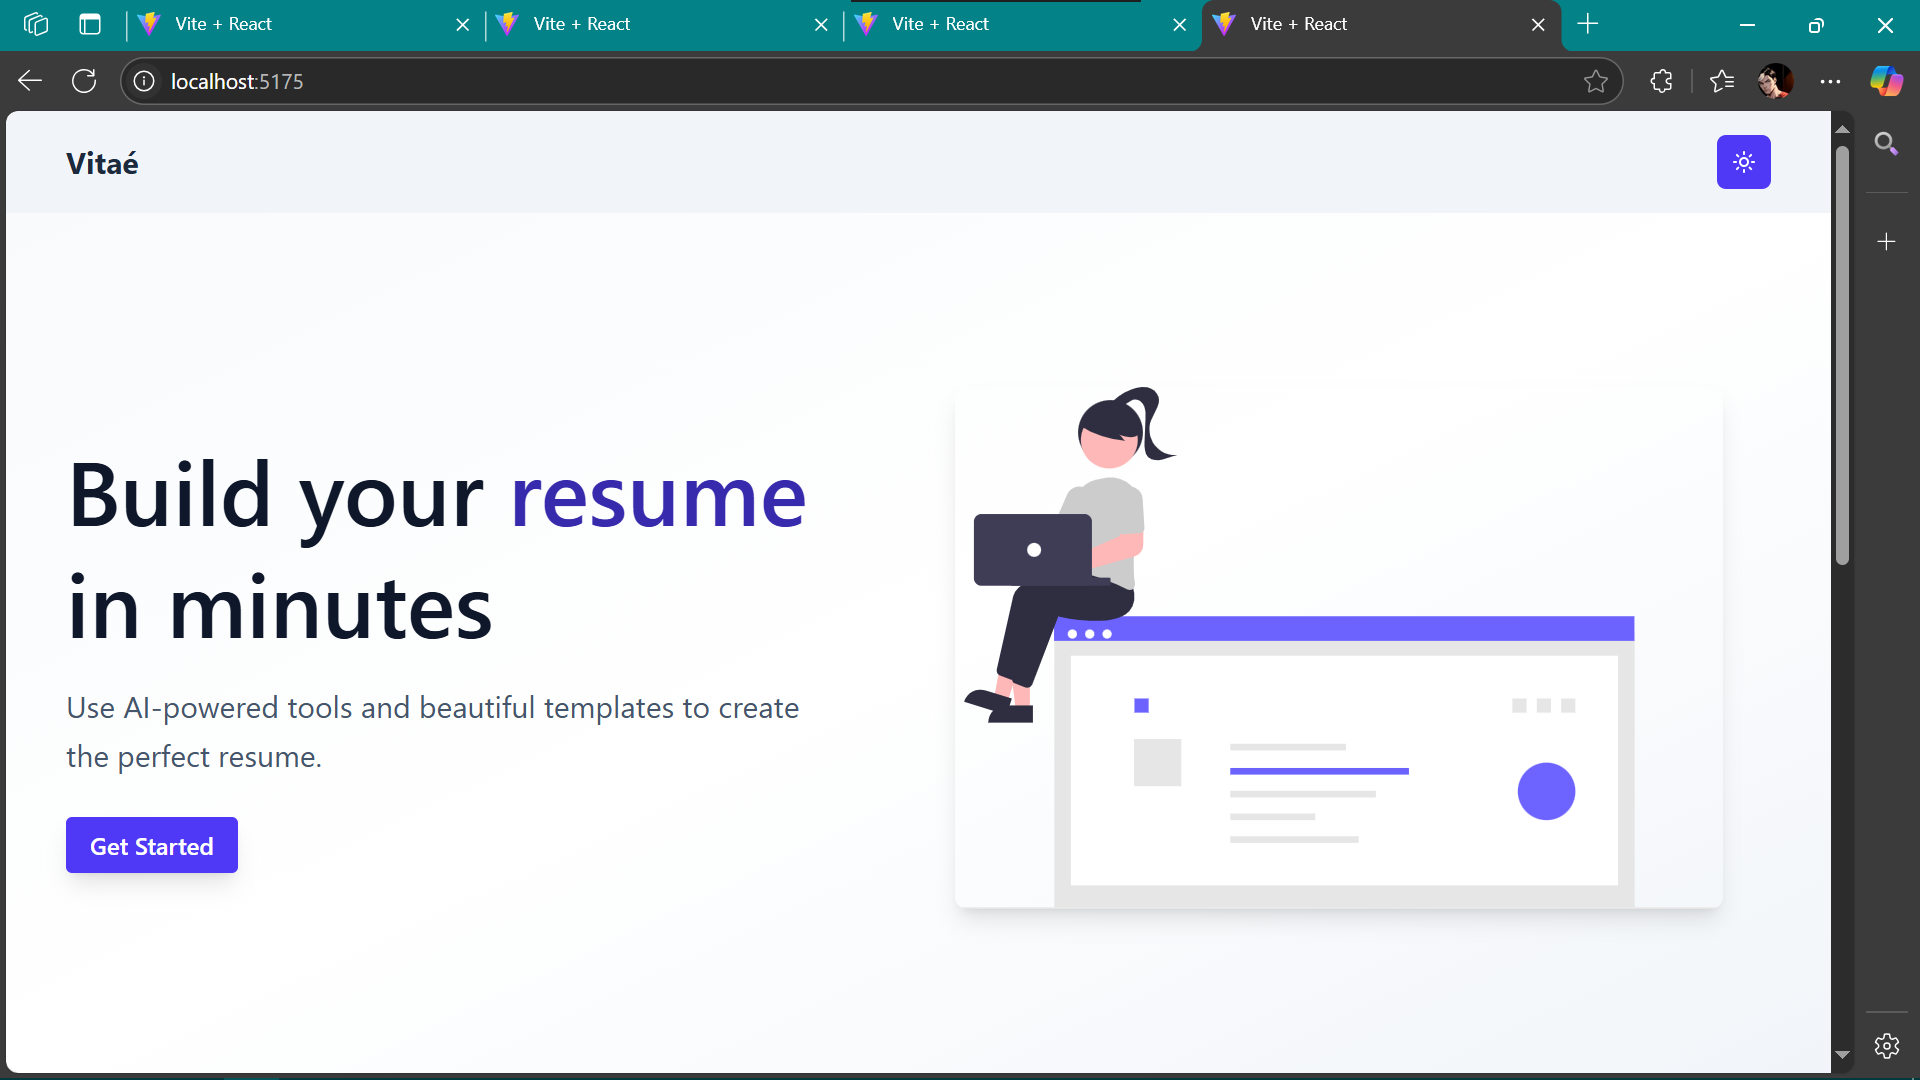 Vite + React
Vite + React
Vite + React
Vite + React
localhost:5175
Vitaé
Build your resume
in minutes
Use AI-powered tools and beautiful templates to create
the perfect resume.
Get Started